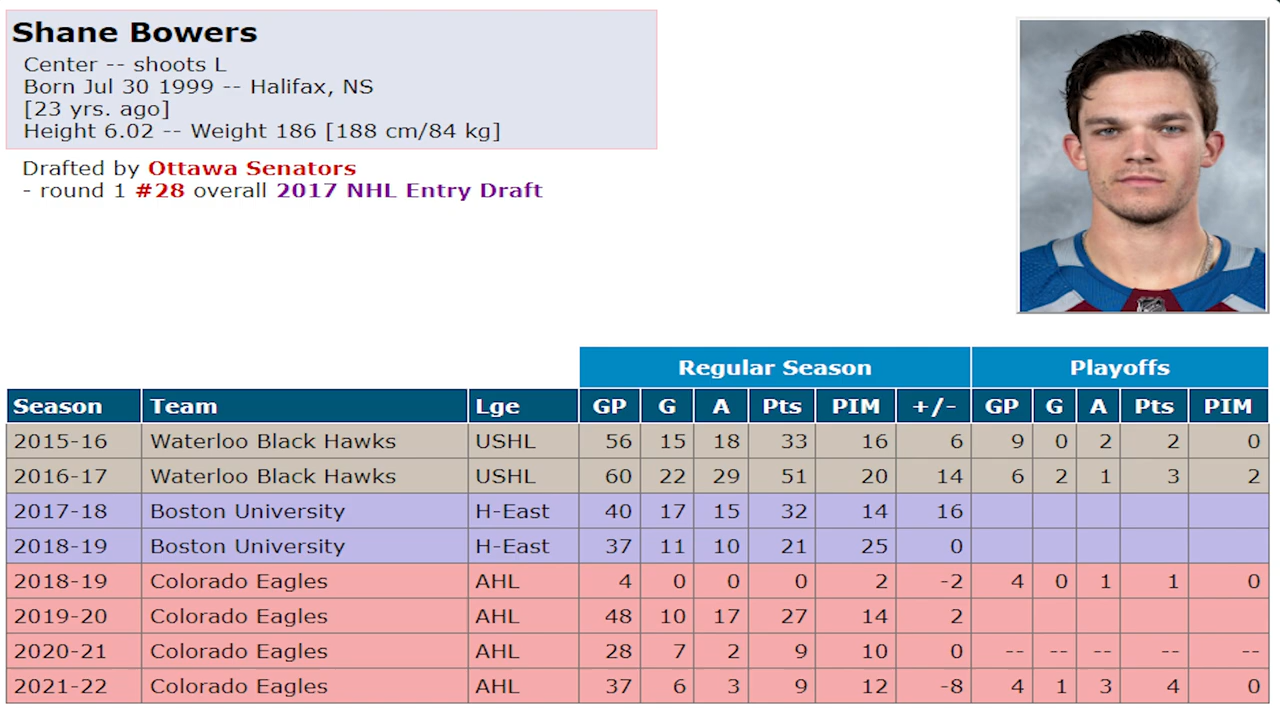 Shane Bowers
Center -- shoots L
Born Jul 30 1999 -- Halifax, NS
[23 yrs. ago]
Height 6.02 -- Weight 186 [188 cm/84 kg]
Drafted by Ottawa Senators
- round 1 #28 overall 2017 NHL Entry Draft
Regular Season Playoffs
Season Team Lge GP G A Pts PIM +/- GP G A Pts PIM
2015-16 Waterloo Black Hawks USHL 56 15 18 33 16 6 9 0 2 2 0
2016-17 Waterloo Black Hawks USHL 60 22 29 51 20 14 6 2 1 3 2
2017-18 Boston University H-East 40 17 15 32 14 16
2018-19 Boston University H-East 37 11 10 21 25 0
2018-19 Colorado Eagles AHL 4 0 0 0 2 -2 4 0 1 1 0
2019-20 Colorado Eagles AHL 48 10 17 27 14 2
2020-21 Colorado Eagles AHL 28 7 2 9 10 0 -- -- -- -- --
2021-22 Colorado Eagles AHL 37 6 3 9 12 -8 4 1 3 4 0